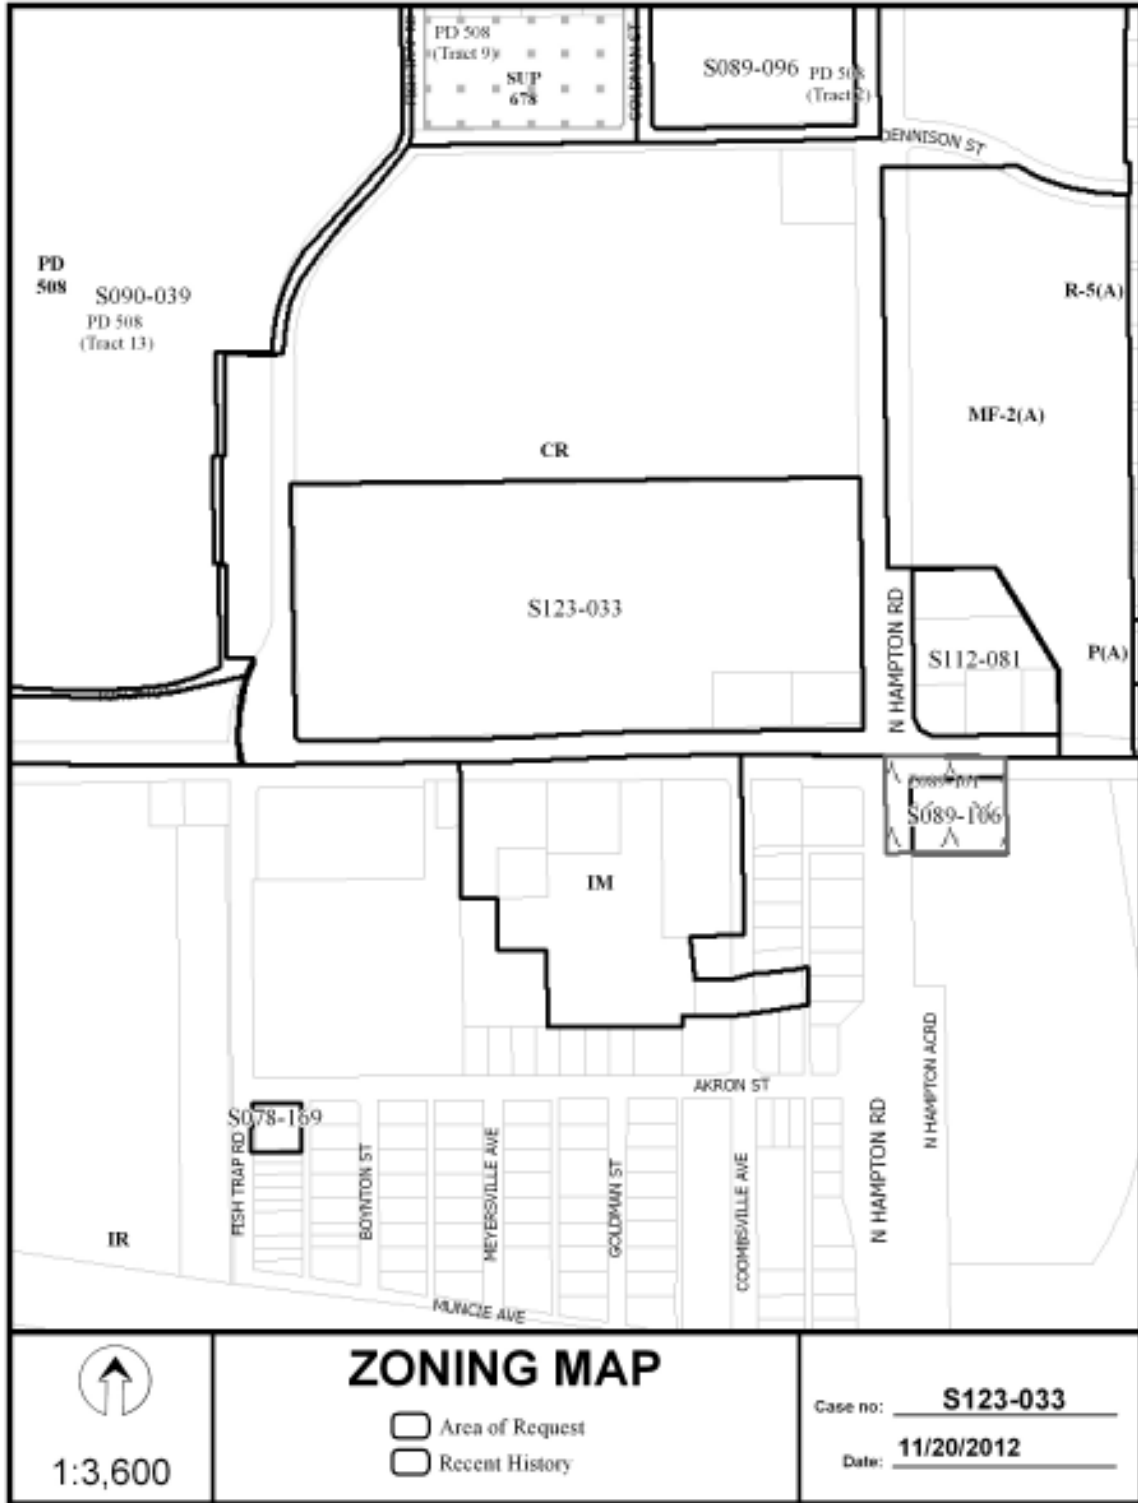 PD 508
(Tract 9)
SUP
678
GOLDMAN ST
S089-096
PD 508
(Tract 2)
DENNISON ST
PD
508
S090-039
PD 508
(Tract 13)
R-5(A)
MF-2(A)
CR
S123-033
N HAMPTON RD
S112-081
P(A)
S089-106
IM
AKRON ST
N HAMPTON ACRD
S078-169
FISH TRAP RD
BOYNTON ST
MEYERSVILLE AVE
GOLDMAN ST
COOMBSVILLE AVE
N HAMPTON RD
IR
MUNCIE AVE
1:3,600
ZONING MAP
Area of Request
Recent History
Case no: S123-033
Date: 11/20/2012